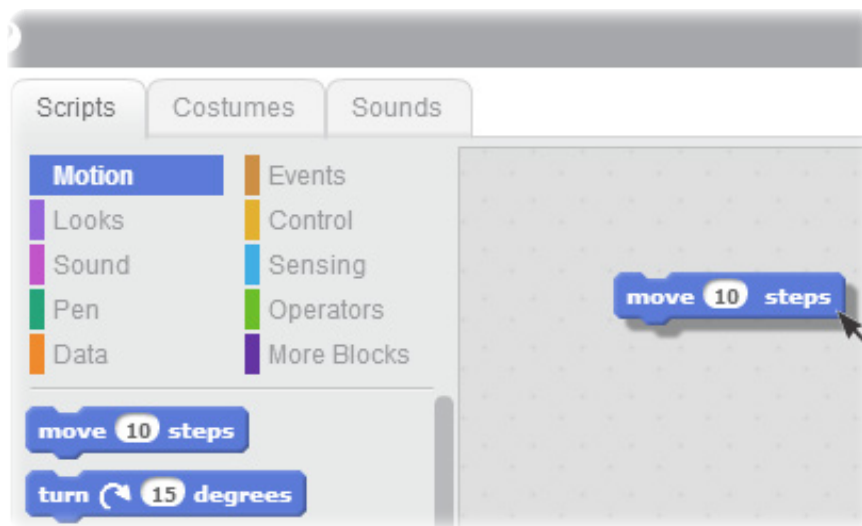 Scripts Costumes Sounds
Motion Events
Looks Control
Sound Sensing
Pen Operators
Data More Blocks
move 10 steps
turn 15 degrees
move 10 steps